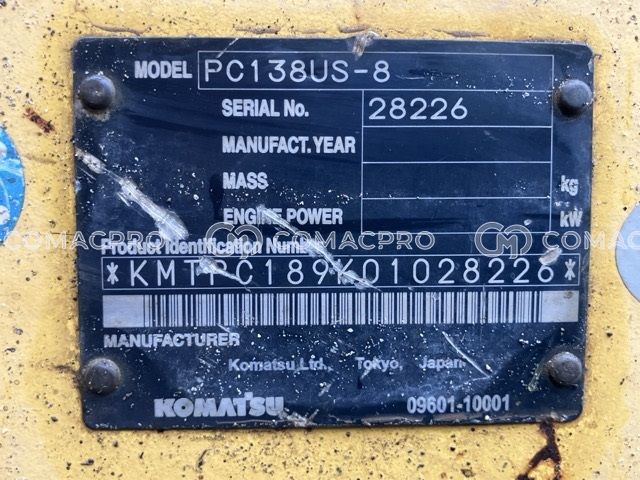 MODEL PC138US-8
SERIAL No. 28226
MANUFACT. YEAR
MASS kg
ENGINE POWER kW
COMACPRO COMACPRO COMACPRO
Product Identification Number
*KMTPC189K01028226*
MANUFACTURER
Komatsu Ltd., Tokyo, Japan
KOMATSU 09601-10001